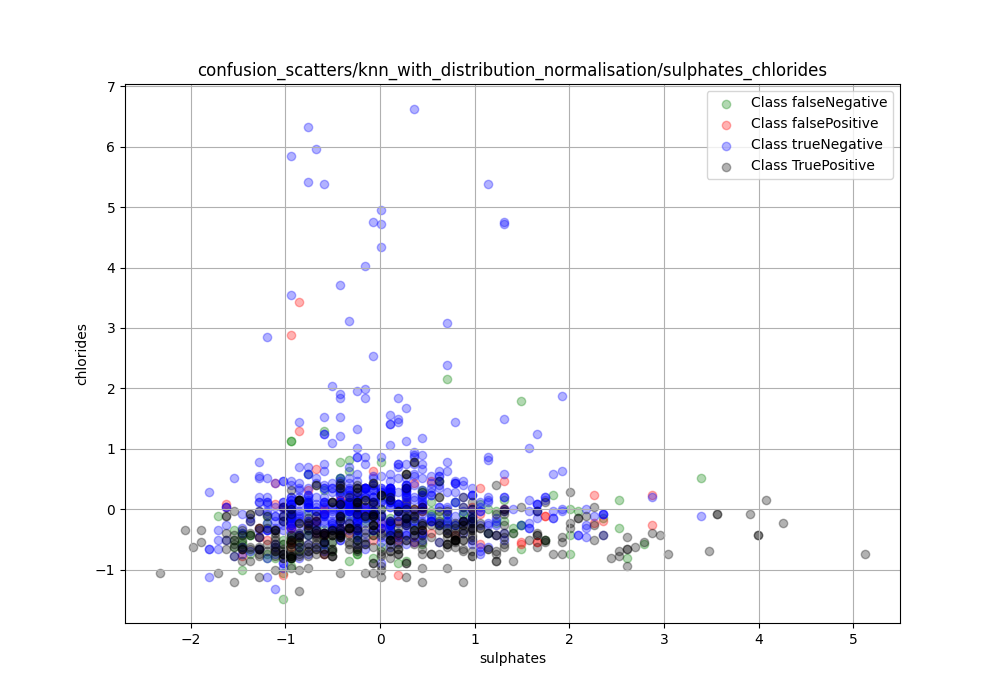 confusion_scatters/knn_with_distribution_normalisation/sulphates_chlorides
Class falseNegative
Class falsePositive
Class trueNegative
Class TruePositive
7
6
5
4
3
2
1
0
−1
chlorides
−2 −1 0 1 2 3 4 5
sulphates